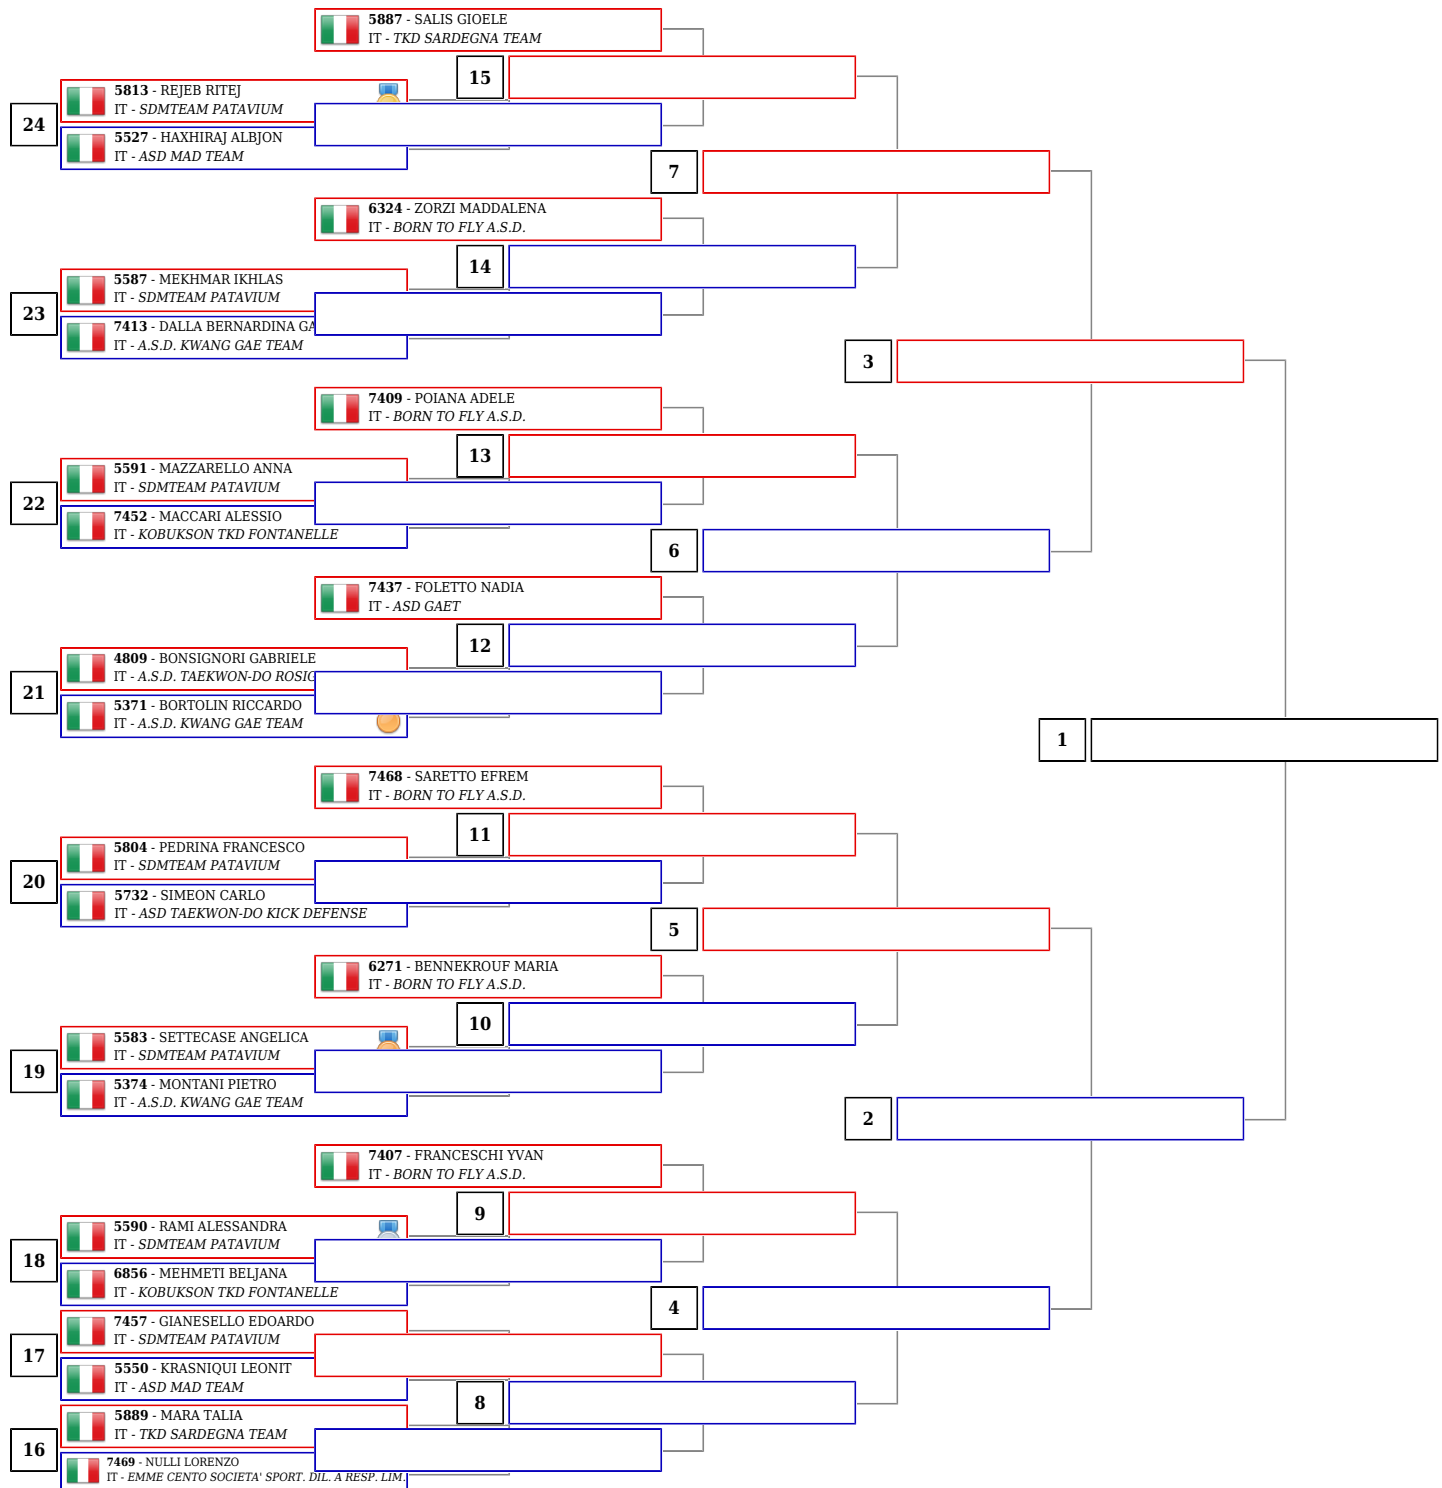 5887 - SALIS GIOELE
IT - TKD SARDEGNA TEAM
15
5813 - REJEB RITEJ
IT - SDMTEAM PATAVIUM
24
5527 - HAXHIRAJ ALBJON
IT - ASD MAD TEAM
7
6324 - ZORZI MADDALENA
IT - BORN TO FLY A.S.D.
14
5587 - MEKHMAR IKHLAS
IT - SDMTEAM PATAVIUM
23
7413 - DALLA BERNARDINA GA
IT - A.S.D. KWANG GAE TEAM
3
7409 - POIANA ADELE
IT - BORN TO FLY A.S.D.
13
5591 - MAZZARELLO ANNA
IT - SDMTEAM PATAVIUM
22
7452 - MACCARI ALESSIO
IT - KOBUKSON TKD FONTANELLE
6
7437 - FOLETTO NADIA
IT - ASD GAET
12
4809 - BONSIGNORI GABRIELE
IT - A.S.D. TAEKWON-DO ROSIG
21
5371 - BORTOLIN RICCARDO
IT - A.S.D. KWANG GAE TEAM
1
7468 - SARETTO EFREM
IT - BORN TO FLY A.S.D.
11
5804 - PEDRINA FRANCESCO
IT - SDMTEAM PATAVIUM
20
5732 - SIMEON CARLO
IT - ASD TAEKWON-DO KICK DEFENSE
5
6271 - BENNEKROUF MARIA
IT - BORN TO FLY A.S.D.
10
5583 - SETTECASE ANGELICA
IT - SDMTEAM PATAVIUM
19
5374 - MONTANI PIETRO
IT - A.S.D. KWANG GAE TEAM
2
7407 - FRANCESCHI YVAN
IT - BORN TO FLY A.S.D.
9
5590 - RAMI ALESSANDRA
IT - SDMTEAM PATAVIUM
18
6856 - MEHMETI BELJANA
IT - KOBUKSON TKD FONTANELLE
4
7457 - GIANESELLO EDOARDO
IT - SDMTEAM PATAVIUM
17
5550 - KRASNIQUI LEONIT
IT - ASD MAD TEAM
8
5889 - MARA TALIA
IT - TKD SARDEGNA TEAM
16
7469 - NULLI LORENZO
IT - EMME CENTO SOCIETA' SPORT. DIL. A RESP. LIM.